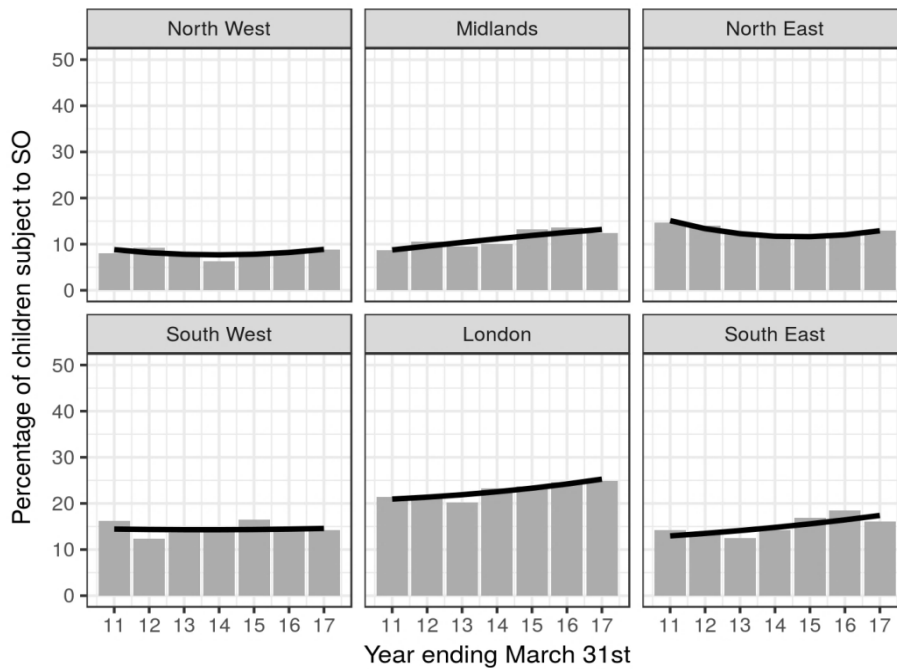 North West Midlands North East
50
40
30
20
10
0
South West London South East
50
40
30
20
10
0
11 12 13 14 15 16 17 11 12 13 14 15 16 17 11 12 13 14 15 16 17
Year ending March 31st
Percentage of children subject to SO